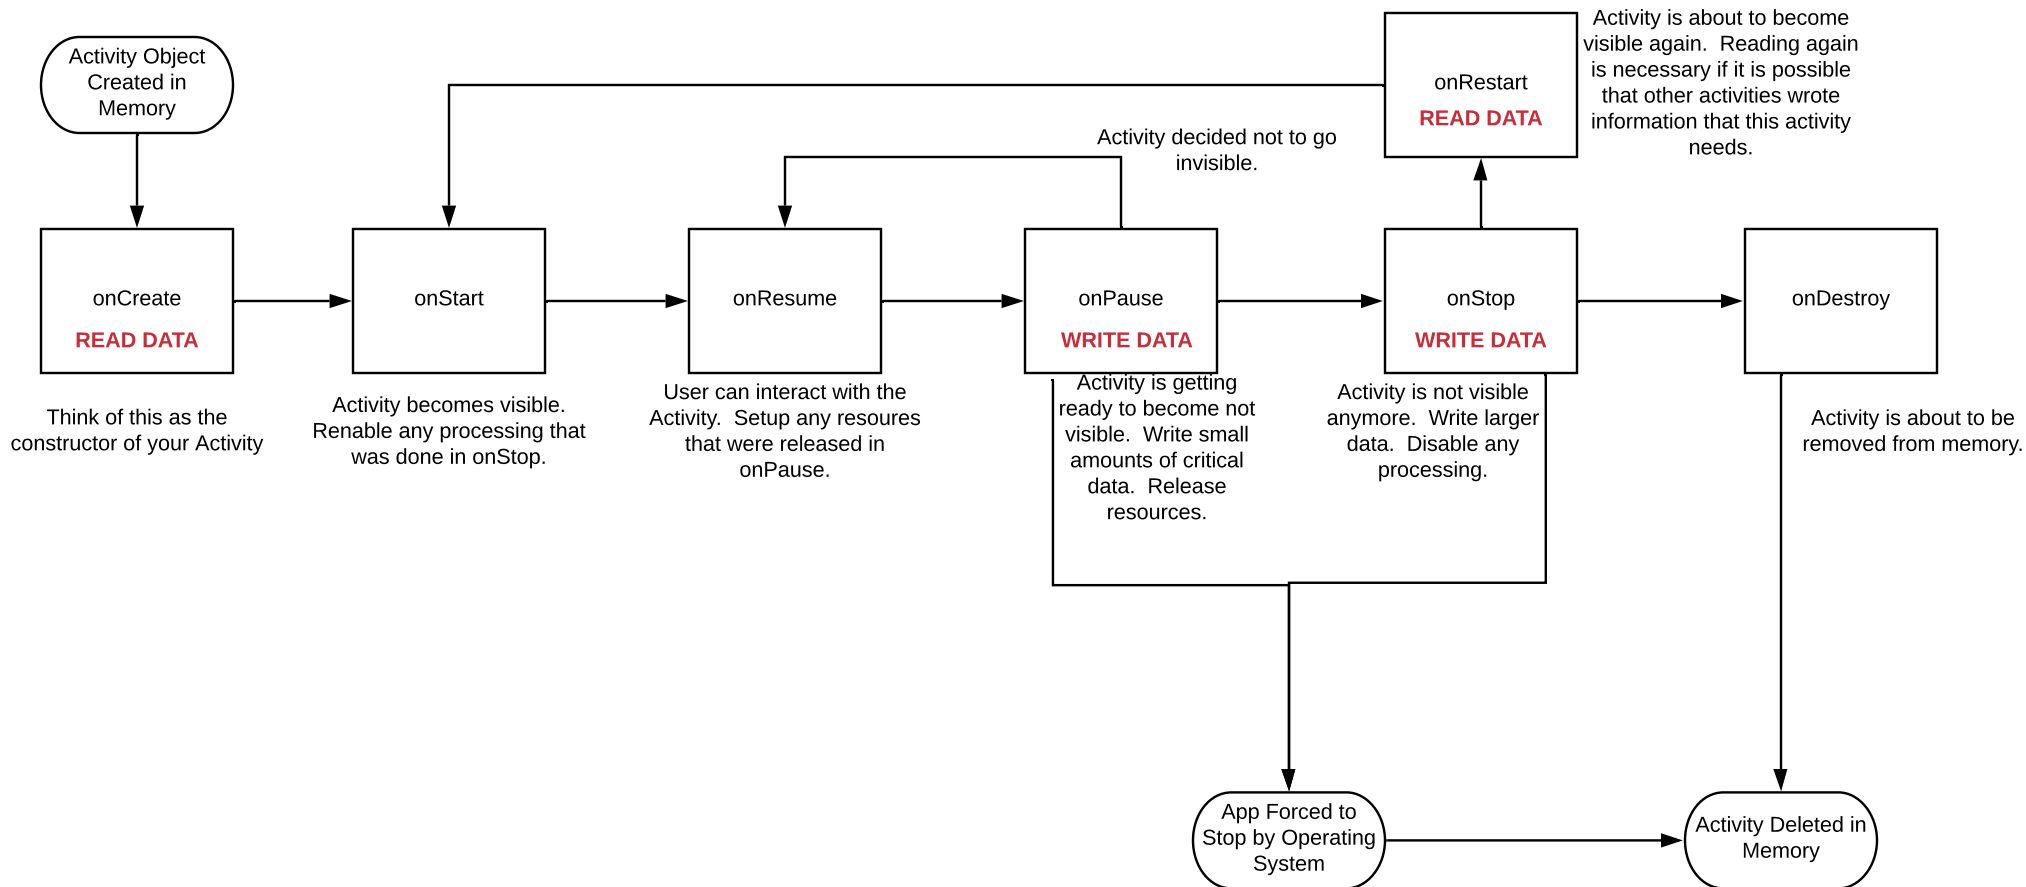 Activity Object
Created in
Memory
onRestart
READ DATA
Activity is about to become
visible again.  Reading again
is necessary if it is possible
that other activities wrote
information that this activity
needs.
Activity decided not to go
invisible.
onCreate
READ DATA
Think of this as the
constructor of your Activity
onStart
Activity becomes visible.
Renable any processing that
was done in onStop.
onResume
User can interact with the
Activity.  Setup any resoures
that were released in
onPause.
onPause
WRITE DATA
Activity is getting
ready to become not
visible.  Write small
amounts of critical
data.  Release
resources.
onStop
WRITE DATA
Activity is not visible
anymore.  Write larger
data.  Disable any
processing.
onDestroy
Activity is about to be
removed from memory.
App Forced to
Stop by Operating
System
Activity Deleted in
Memory